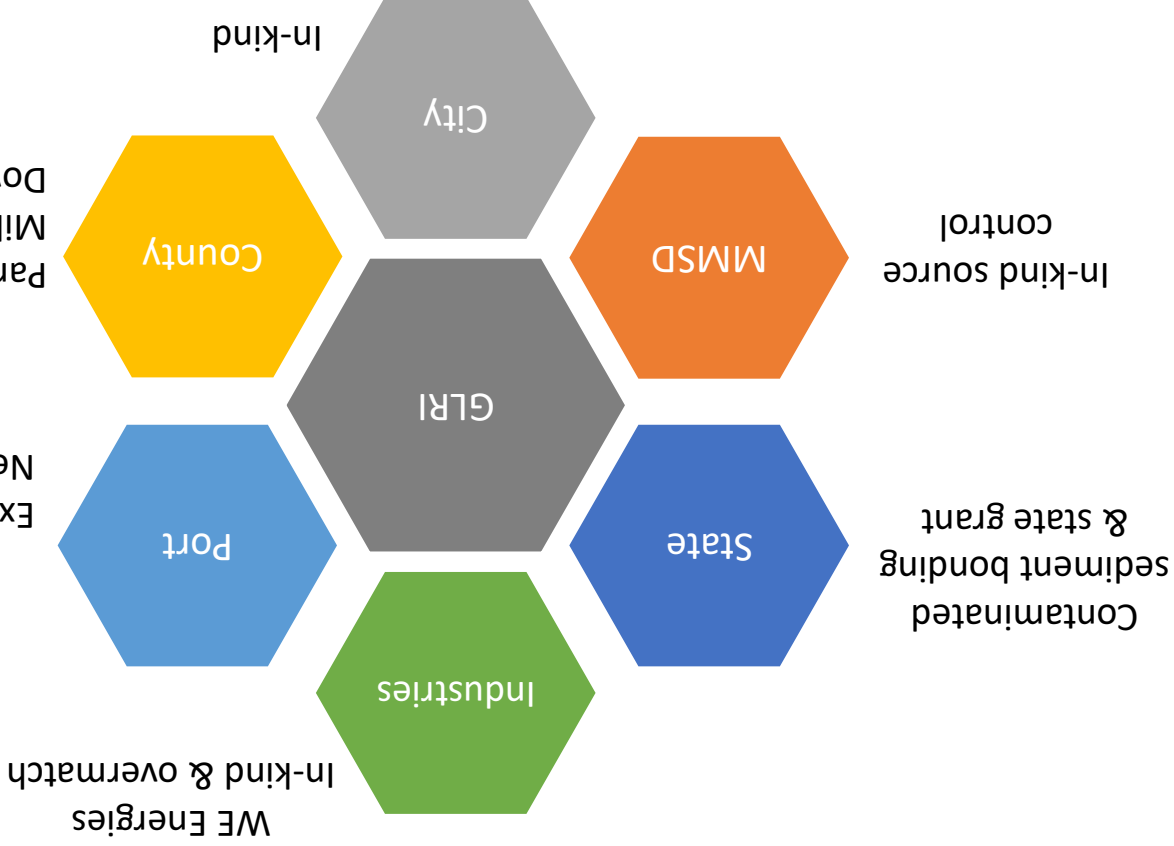 WE Energies
In-kind & overmatch
Industries
Contaminated
sediment bonding
& state grant
State
Port
GLRI
In-kind source
control
MMSD
County
City
In-kind